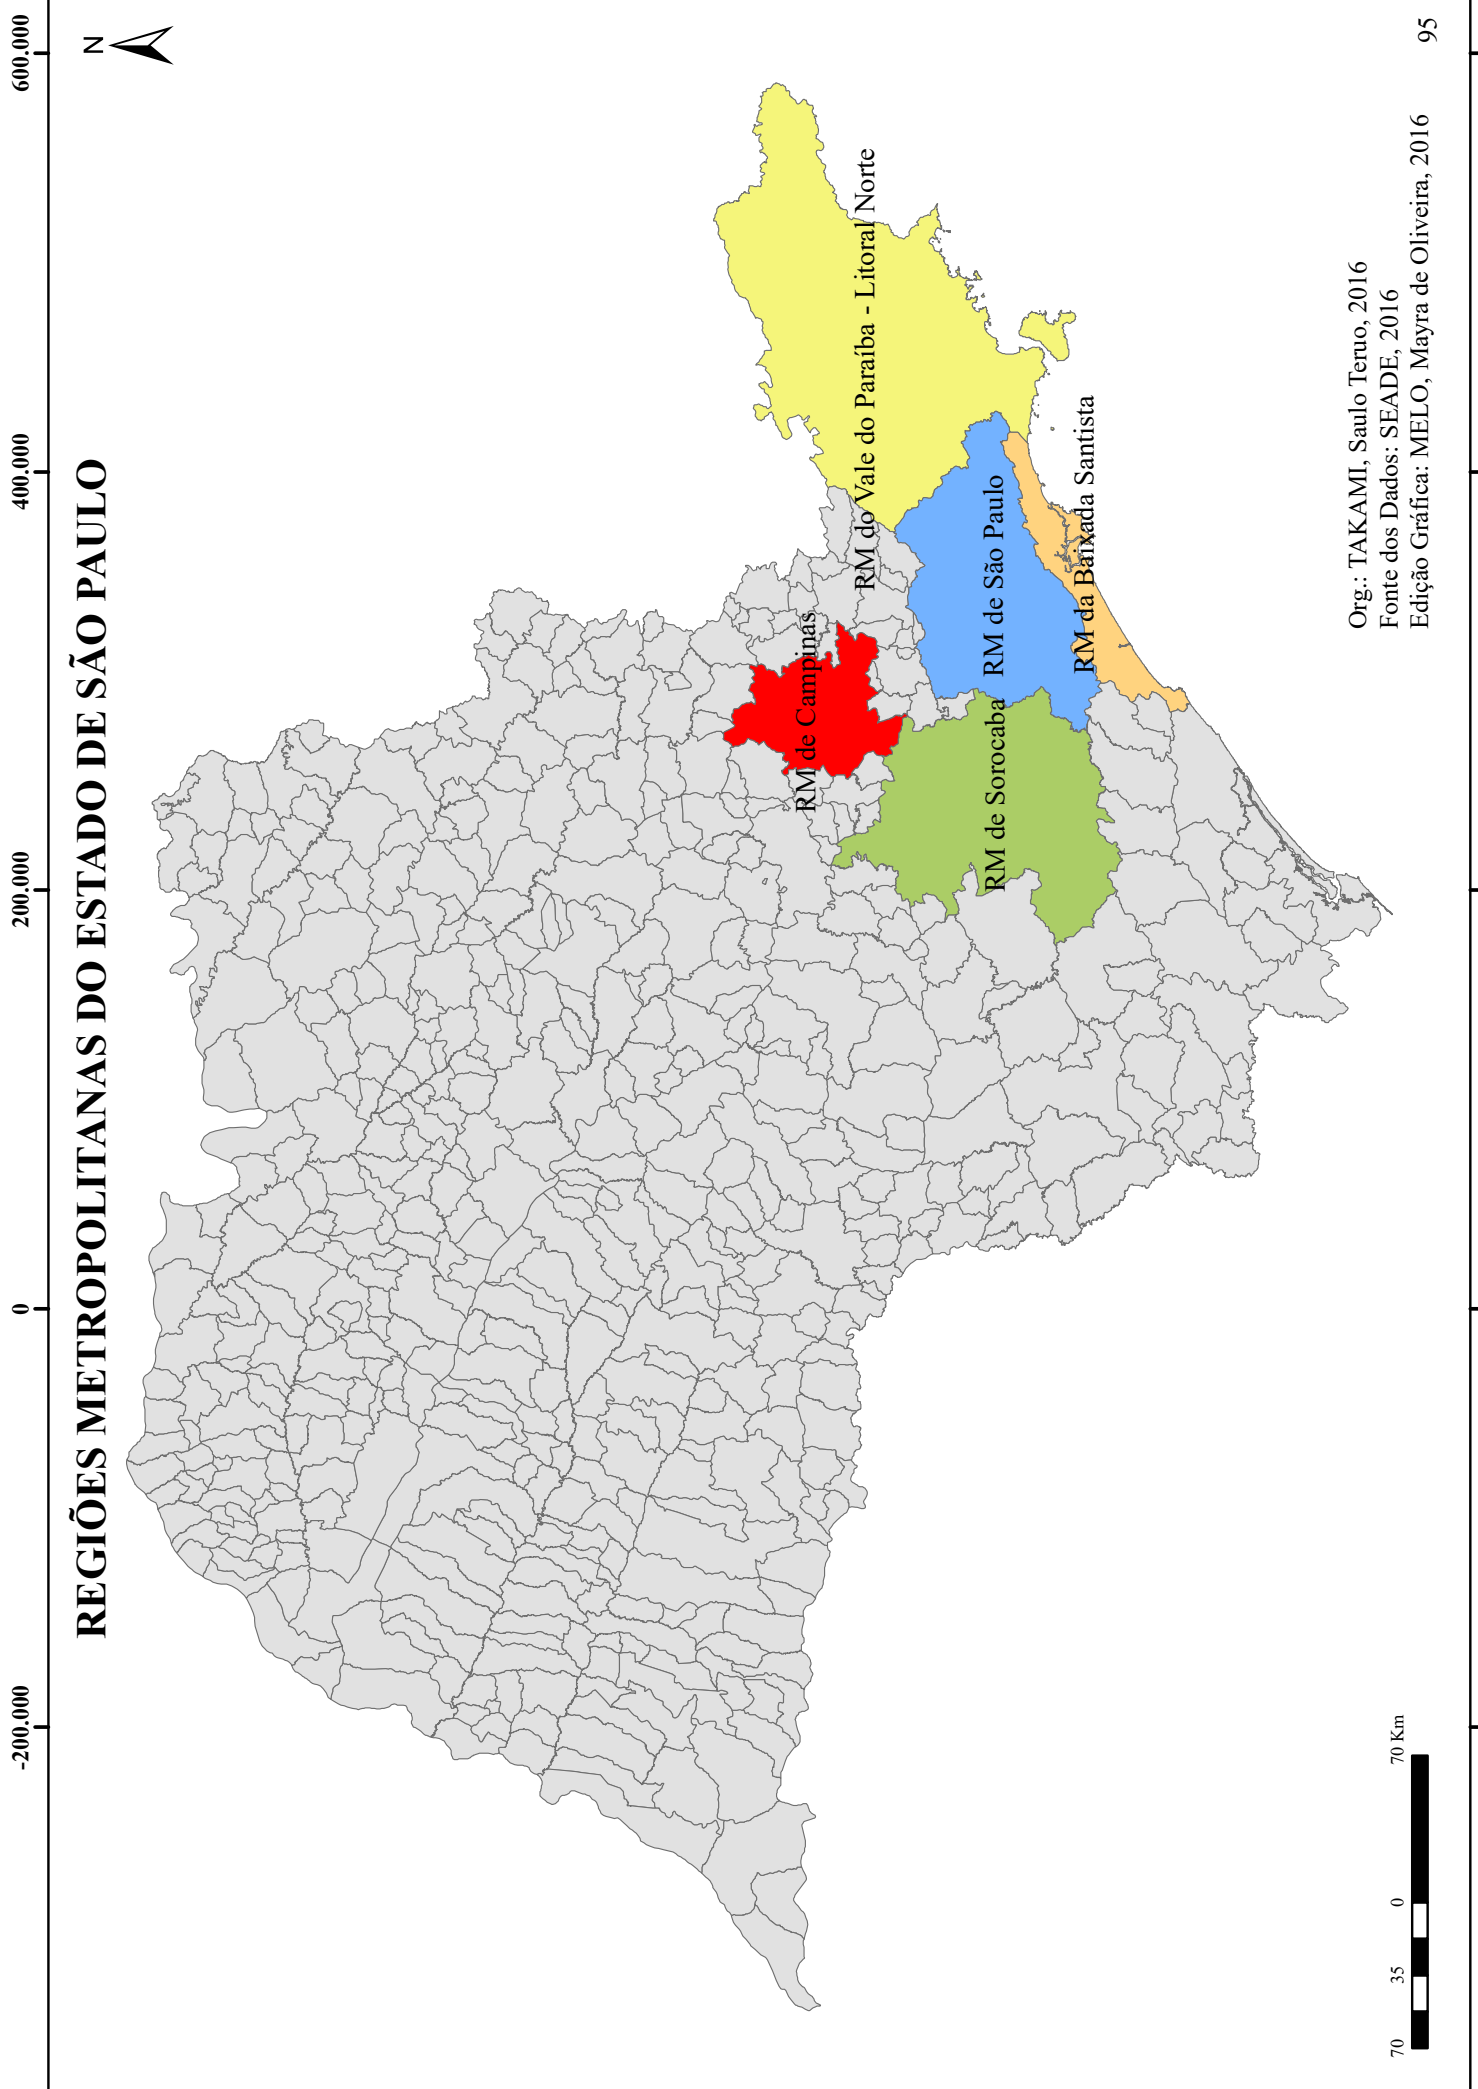 -200.000
0
200.000
400.000
600.000
REGIÕES METROPOLITANAS DO ESTADO DE SÃO PAULO
N
RM de Campinas
RM do Vale do Paraíba - Litoral Norte
RM de Sorocaba
RM de São Paulo
RM da Baixada Santista
Org.: TAKAMI, Saulo Teruo, 2016
Fonte dos Dados: SEADE, 2016
Edição Gráfica: MELO, Mayra de Oliveira, 2016
70 35 0 70 Km
95